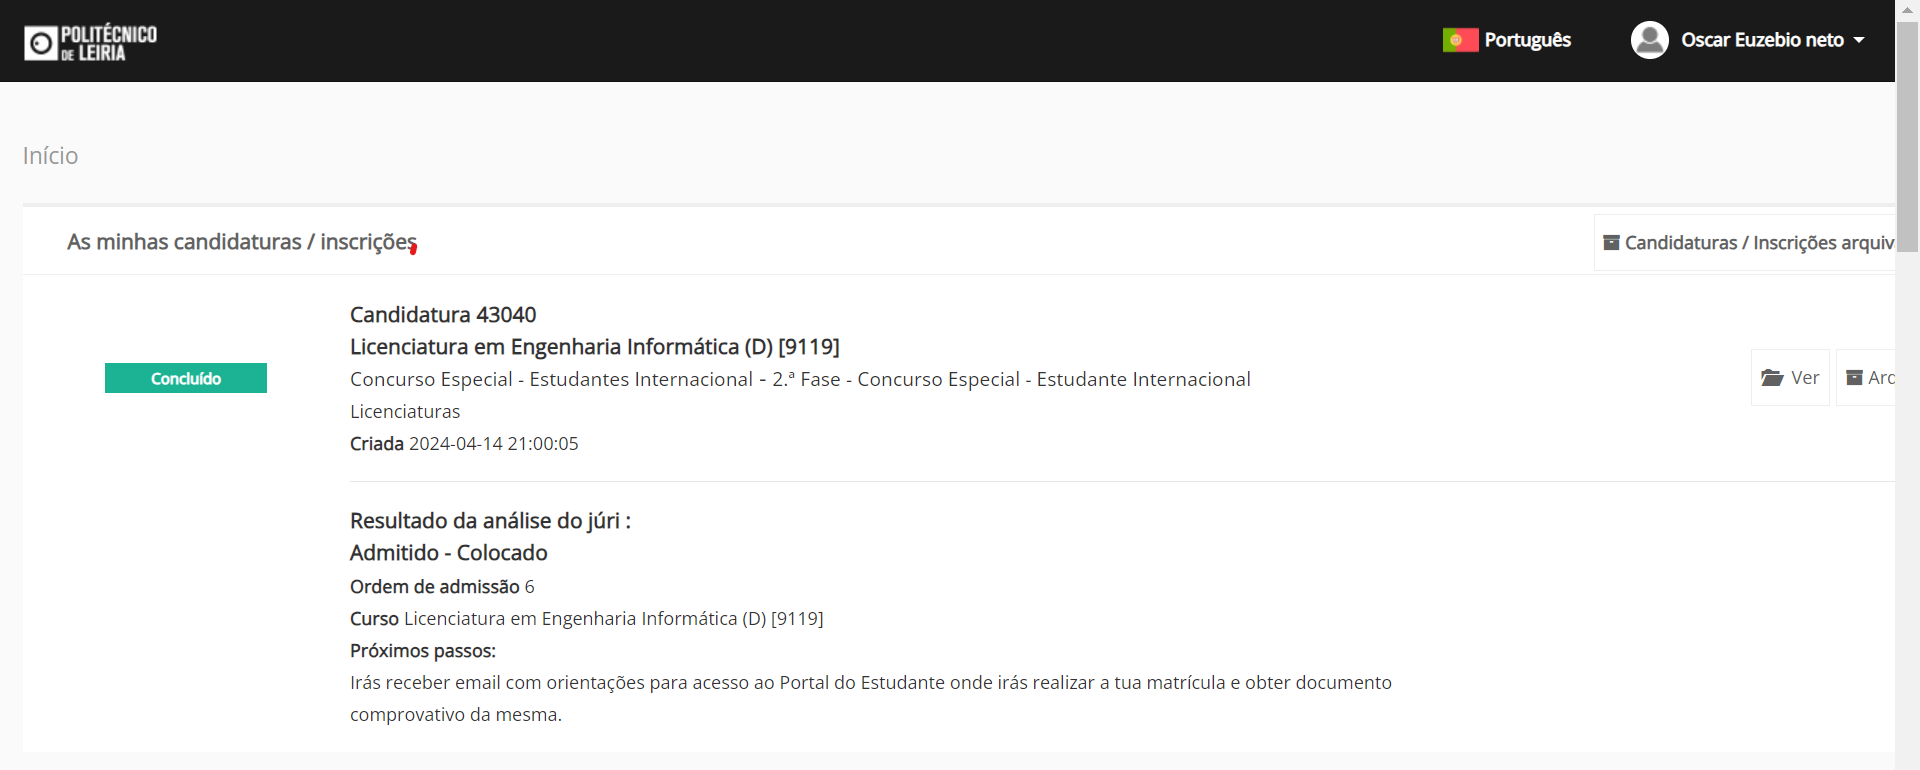 POLITÉCNICO
DE LEIRIA
Português
Oscar Euzebio neto
Início
As minhas candidaturas / inscrições
Candidaturas / Inscrições arquiv
Candidatura 43040
Licenciatura em Engenharia Informática (D) [9119]
Concluído
Concurso Especial - Estudantes Internacional - 2.ª Fase - Concurso Especial - Estudante Internacional
Ver
Arq
Licenciaturas
Criada 2024-04-14 21:00:05
Resultado da análise do júri :
Admitido - Colocado
Ordem de admissão 6
Curso Licenciatura em Engenharia Informática (D) [9119]
Próximos passos:
Irás receber email com orientações para acesso ao Portal do Estudante onde irás realizar a tua matrícula e obter documento
comprovativo da mesma.